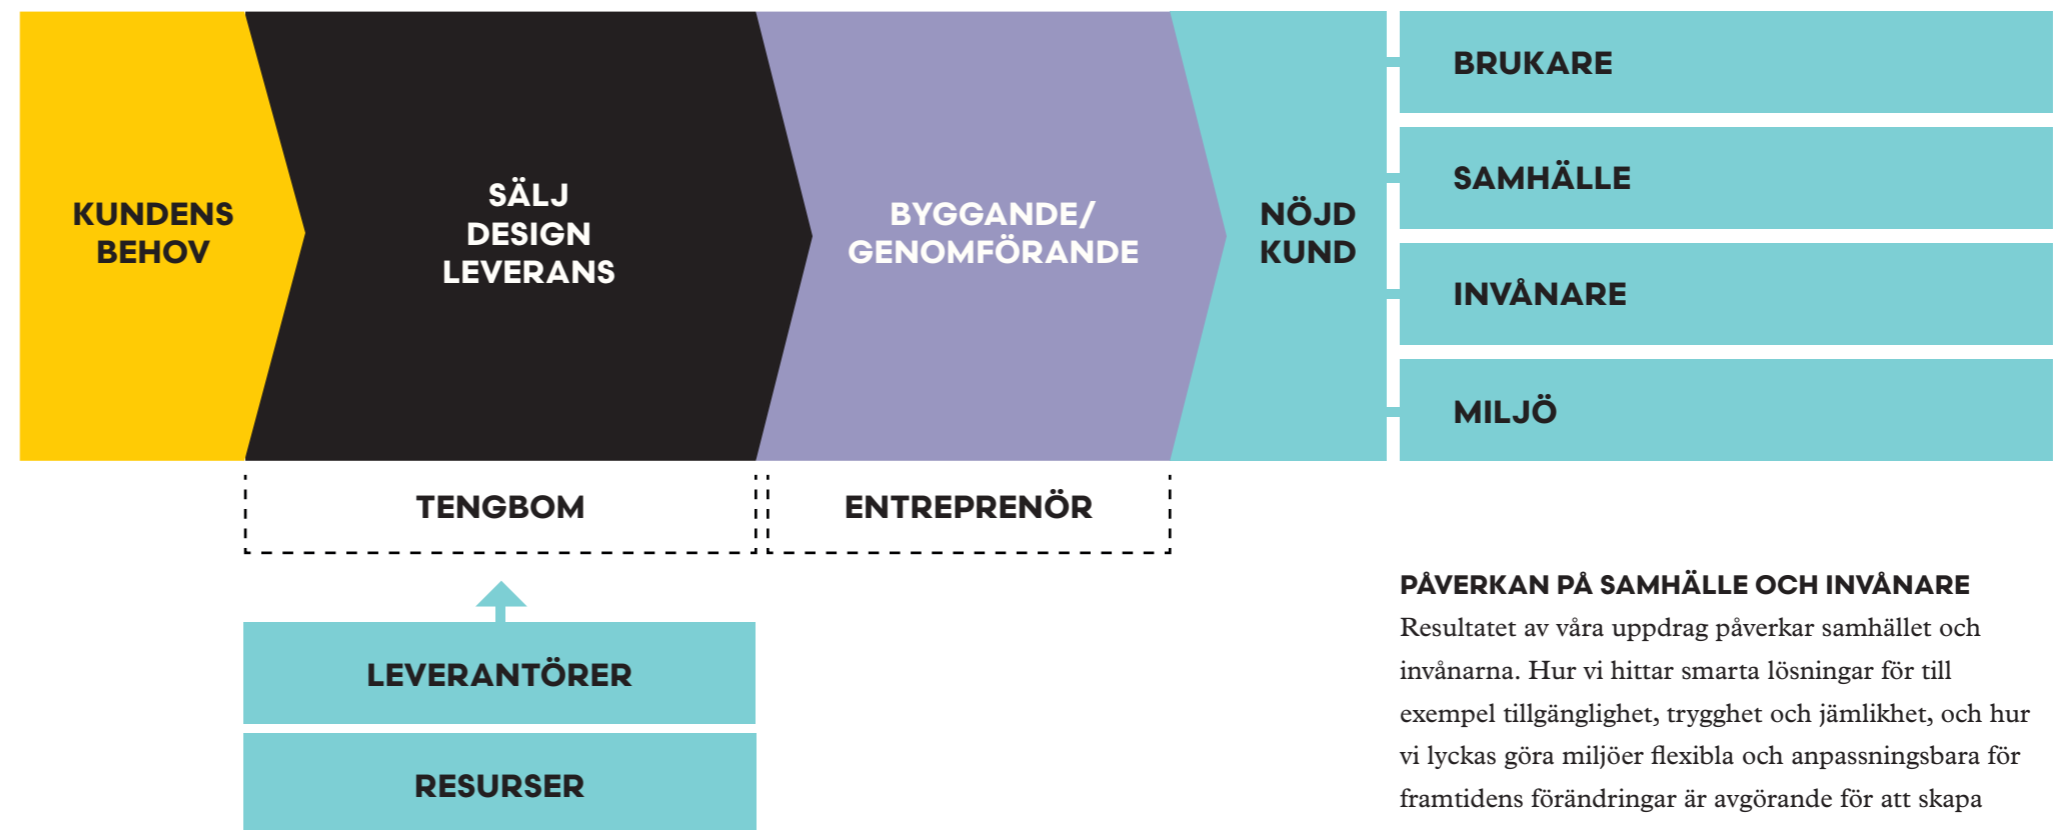 KUNDENS
BEHOV
SÄLJ
DESIGN
LEVERANS
BYGGANDE/
GENOMFÖRANDE
NÖJD
KUND
BRUKARE
SAMHÄLLE
INVÅNARE
MILJÖ
TENGBOM
ENTREPRENÖR
LEVERANTÖRER
RESURSER
PÅVERKAN PÅ SAMHÄLLE OCH INVÅNARE
Resultatet av våra uppdrag påverkar samhället och
invånarna. Hur vi hittar smarta lösningar för till
exempel tillgänglighet, trygghet och jämlikhet, och hur
vi lyckas göra miljöer flexibla och anpassningsbara för
framtidens förändringar är avgörande för att skapa